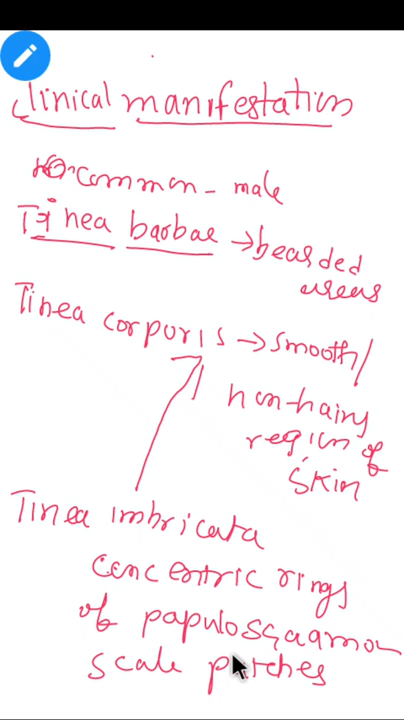 Clinical manifestation
common - male
Tinea barbae → bearded
areas
Tinea corporis → smooth/
non-hairy
region of
skin
Tinea imbricata
concentric rings
of papulosquamou
scale patches